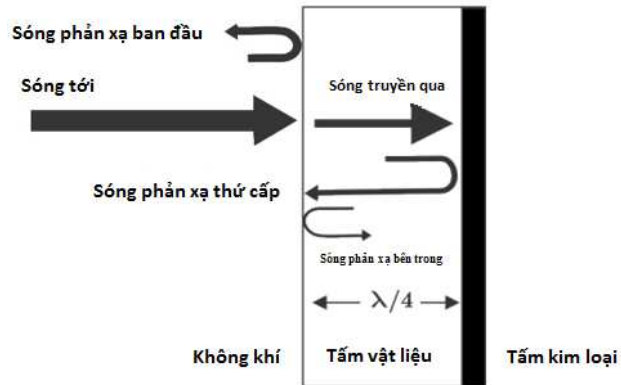 Sóng phản xạ ban đầu
Sóng tới
Sóng truyền qua
Sóng phản xạ thứ cấp
Sóng phản xạ bên trong
λ/4
Không khí
Tấm vật liệu
Tấm kim loại